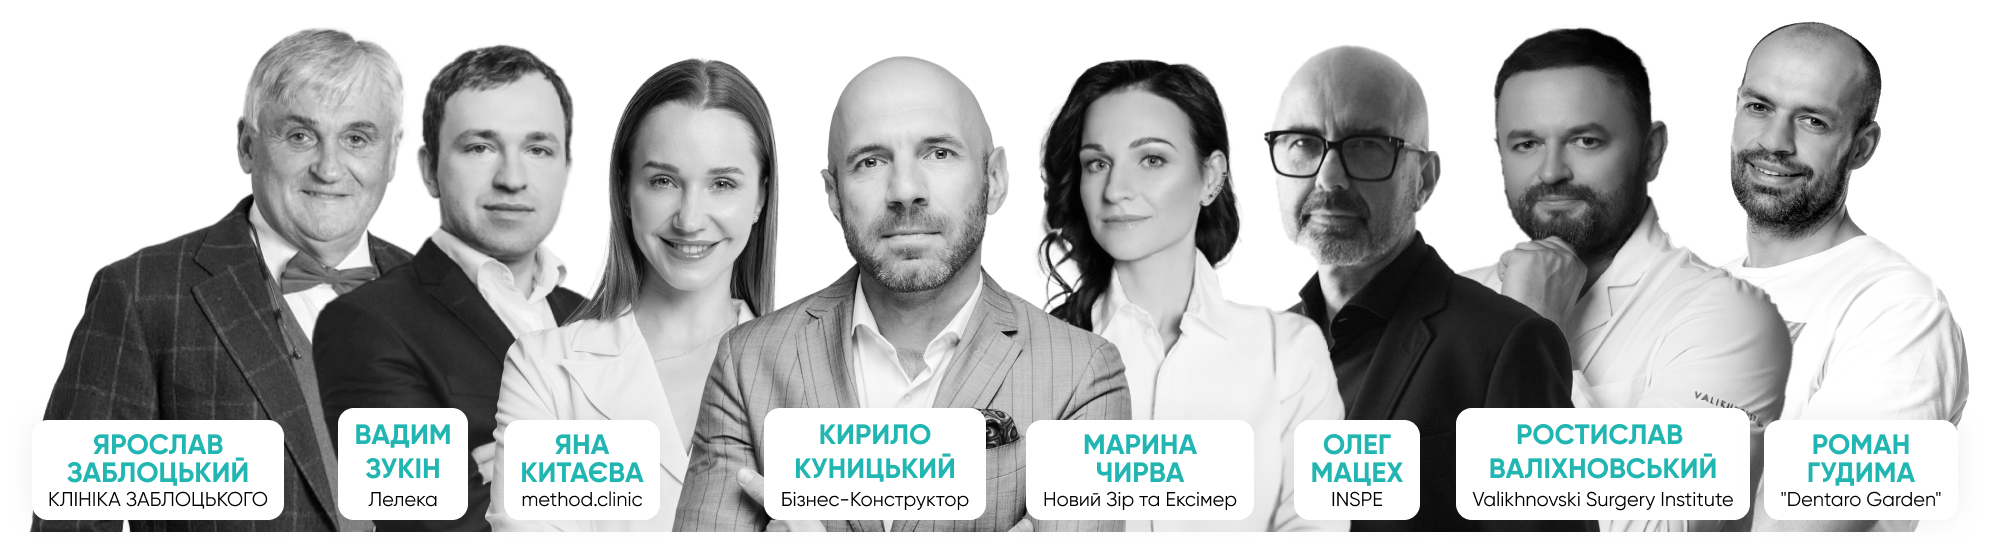 ЯРОСЛАВ
ЗАБЛОЦЬКИЙ
КЛІНІКА ЗАБЛОЦЬКОГО
ВАДИМ
ЗУКІН
Лелека
ЯНА
КИТАЄВА
method.clinic
КИРИЛО
КУНИЦЬКИЙ
Бізнес-Конструктор
МАРИНА
ЧИРВА
Новий Зір та Ексімер
ОЛЕГ
МАЦЕХ
INSPE
РОСТИСЛАВ
ВАЛІХНОВСЬКИЙ
Valikhnovski Surgery Institute
РОМАН
ГУДИМА
"Dentaro Garden"